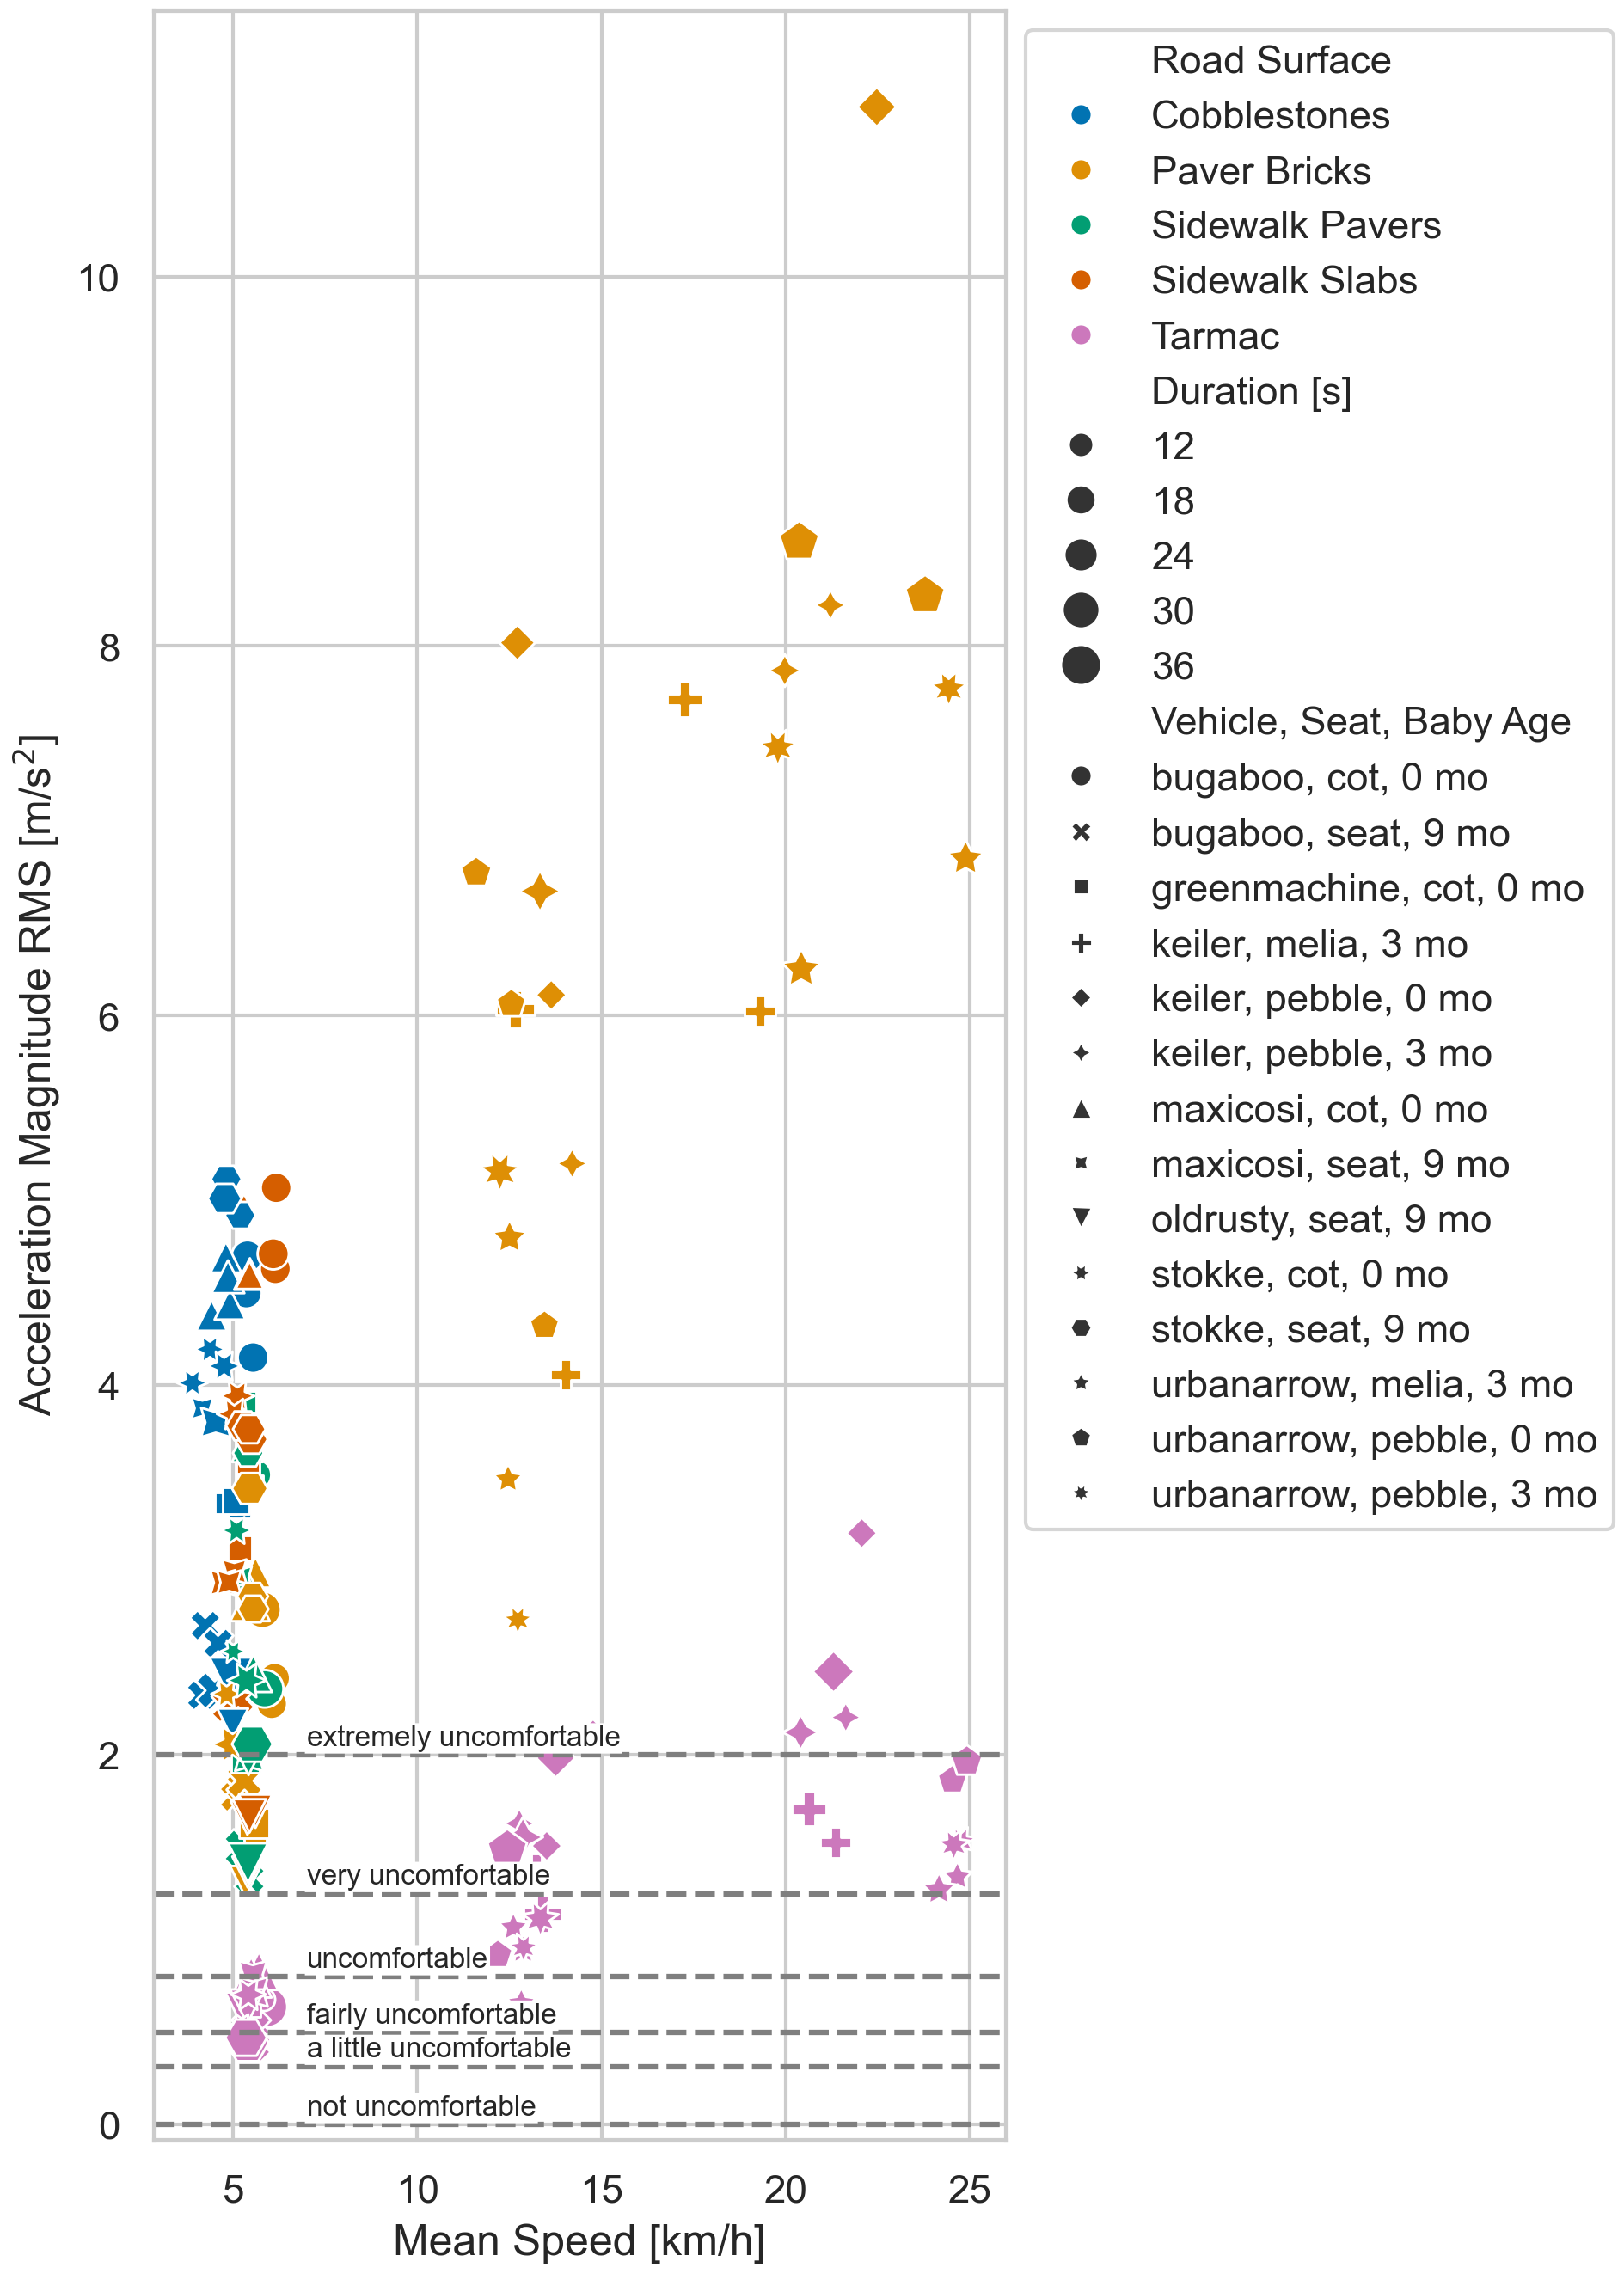 Acceleration Magnitude RMS [m/s²]
10
8
6
4
2
0
extremely uncomfortable
very uncomfortable
uncomfortable
fairly uncomfortable
a little uncomfortable
not uncomfortable
5 10 15 20 25
Mean Speed [km/h]
Road Surface
Cobblestones
Paver Bricks
Sidewalk Pavers
Sidewalk Slabs
Tarmac
Duration [s]
12
18
24
30
36
Vehicle, Seat, Baby Age
bugaboo, cot, 0 mo
bugaboo, seat, 9 mo
greenmachine, cot, 0 mo
keiler, melia, 3 mo
keiler, pebble, 0 mo
keiler, pebble, 3 mo
maxicosi, cot, 0 mo
maxicosi, seat, 9 mo
oldrusty, seat, 9 mo
stokke, cot, 0 mo
stokke, seat, 9 mo
urbanarrow, melia, 3 mo
urbanarrow, pebble, 0 mo
urbanarrow, pebble, 3 mo